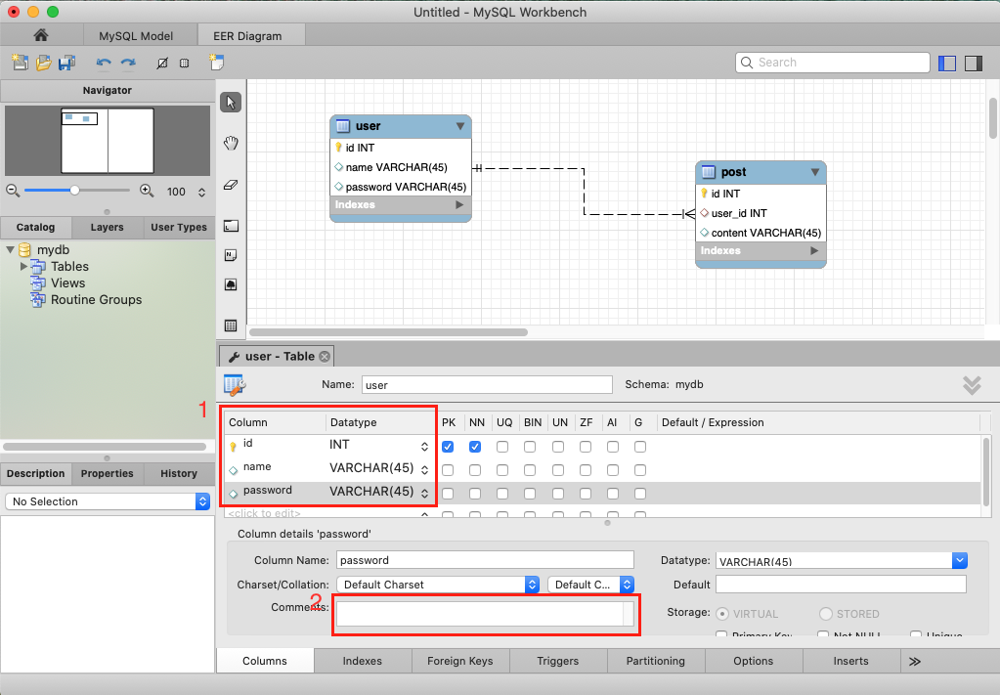 Untitled - MySQL Workbench
MySQL Model
EER Diagram
Search
Navigator
100
Catalog Layers User Types
mydb
Tables
Views
Routine Groups
Description Properties History
No Selection
user
id INT
name VARCHAR(45)
password VARCHAR(45)
Indexes
post
id INT
user_id INT
content VARCHAR(45)
Indexes
user - Table
Name: user Schema: mydb
1
Column Datatype PK NN UQ BIN UN ZF AI G Default / Expression
id INT
name VARCHAR(45)
password VARCHAR(45)
<click to edit>
Column details 'password'
Column Name: password Datatype: VARCHAR(45)
Charset/Collation: Default Charset Default C... Default
2
Comments: Storage: VIRTUAL STORED
Primary Key Not NULL Unique
Columns Indexes Foreign Keys Triggers Partitioning Options Inserts